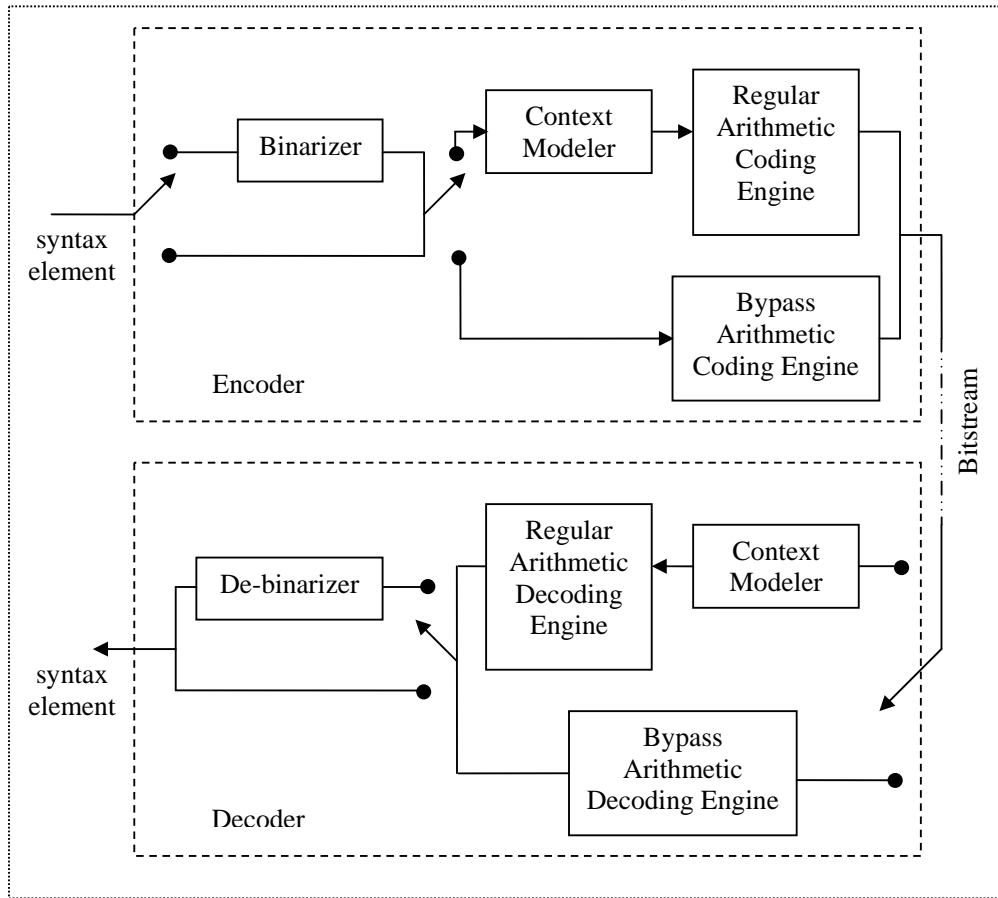 Binarizer
Context
Modeler
Regular
Arithmetic
Coding
Engine
syntax
element
Bypass
Arithmetic
Coding Engine
Encoder
Bitstream
De-binarizer
Regular
Arithmetic
Decoding
Engine
Context
Modeler
syntax
element
Bypass
Arithmetic
Decoding Engine
Decoder